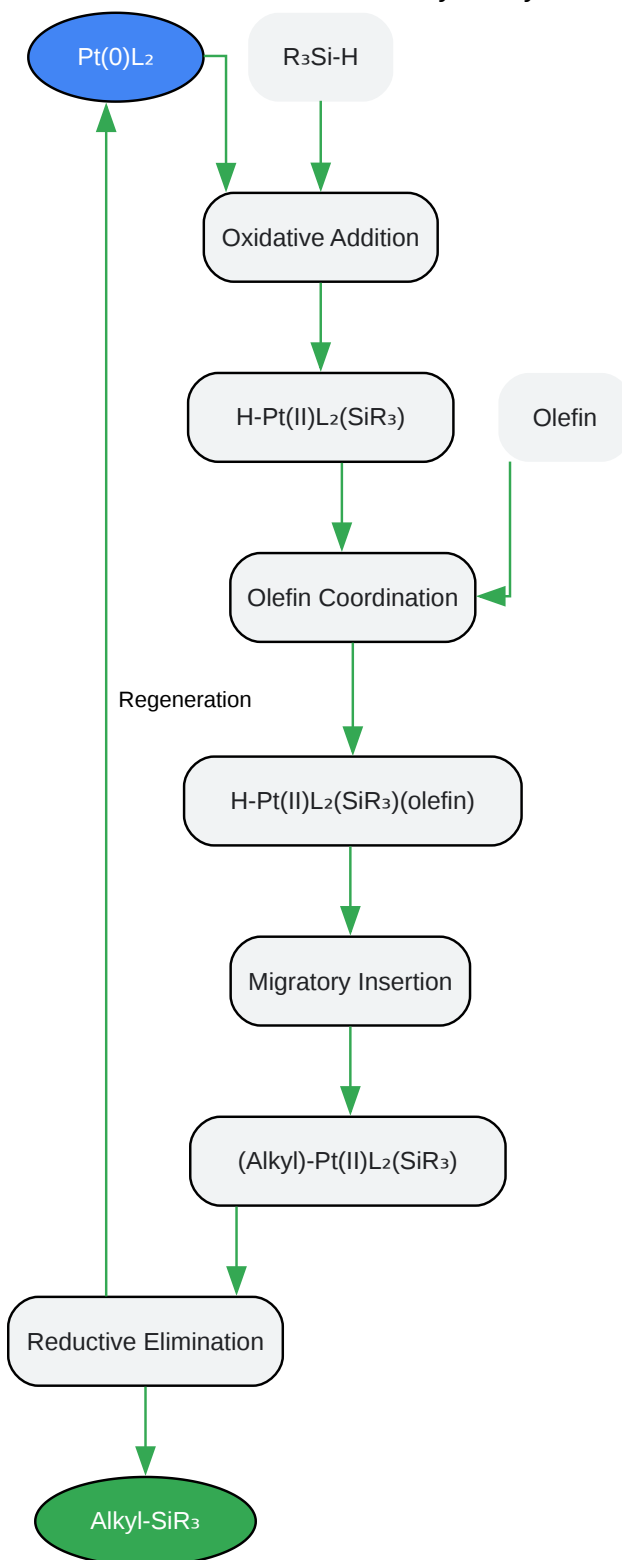 Pt(0)L₂
R₃Si-H
Oxidative Addition
H-Pt(II)L₂(SiR₃)
Olefin
Olefin Coordination
Regeneration
H-Pt(II)L₂(SiR₃)(olefin)
Migratory Insertion
(Alkyl)-Pt(II)L₂(SiR₃)
Reductive Elimination
Alkyl-SiR₃